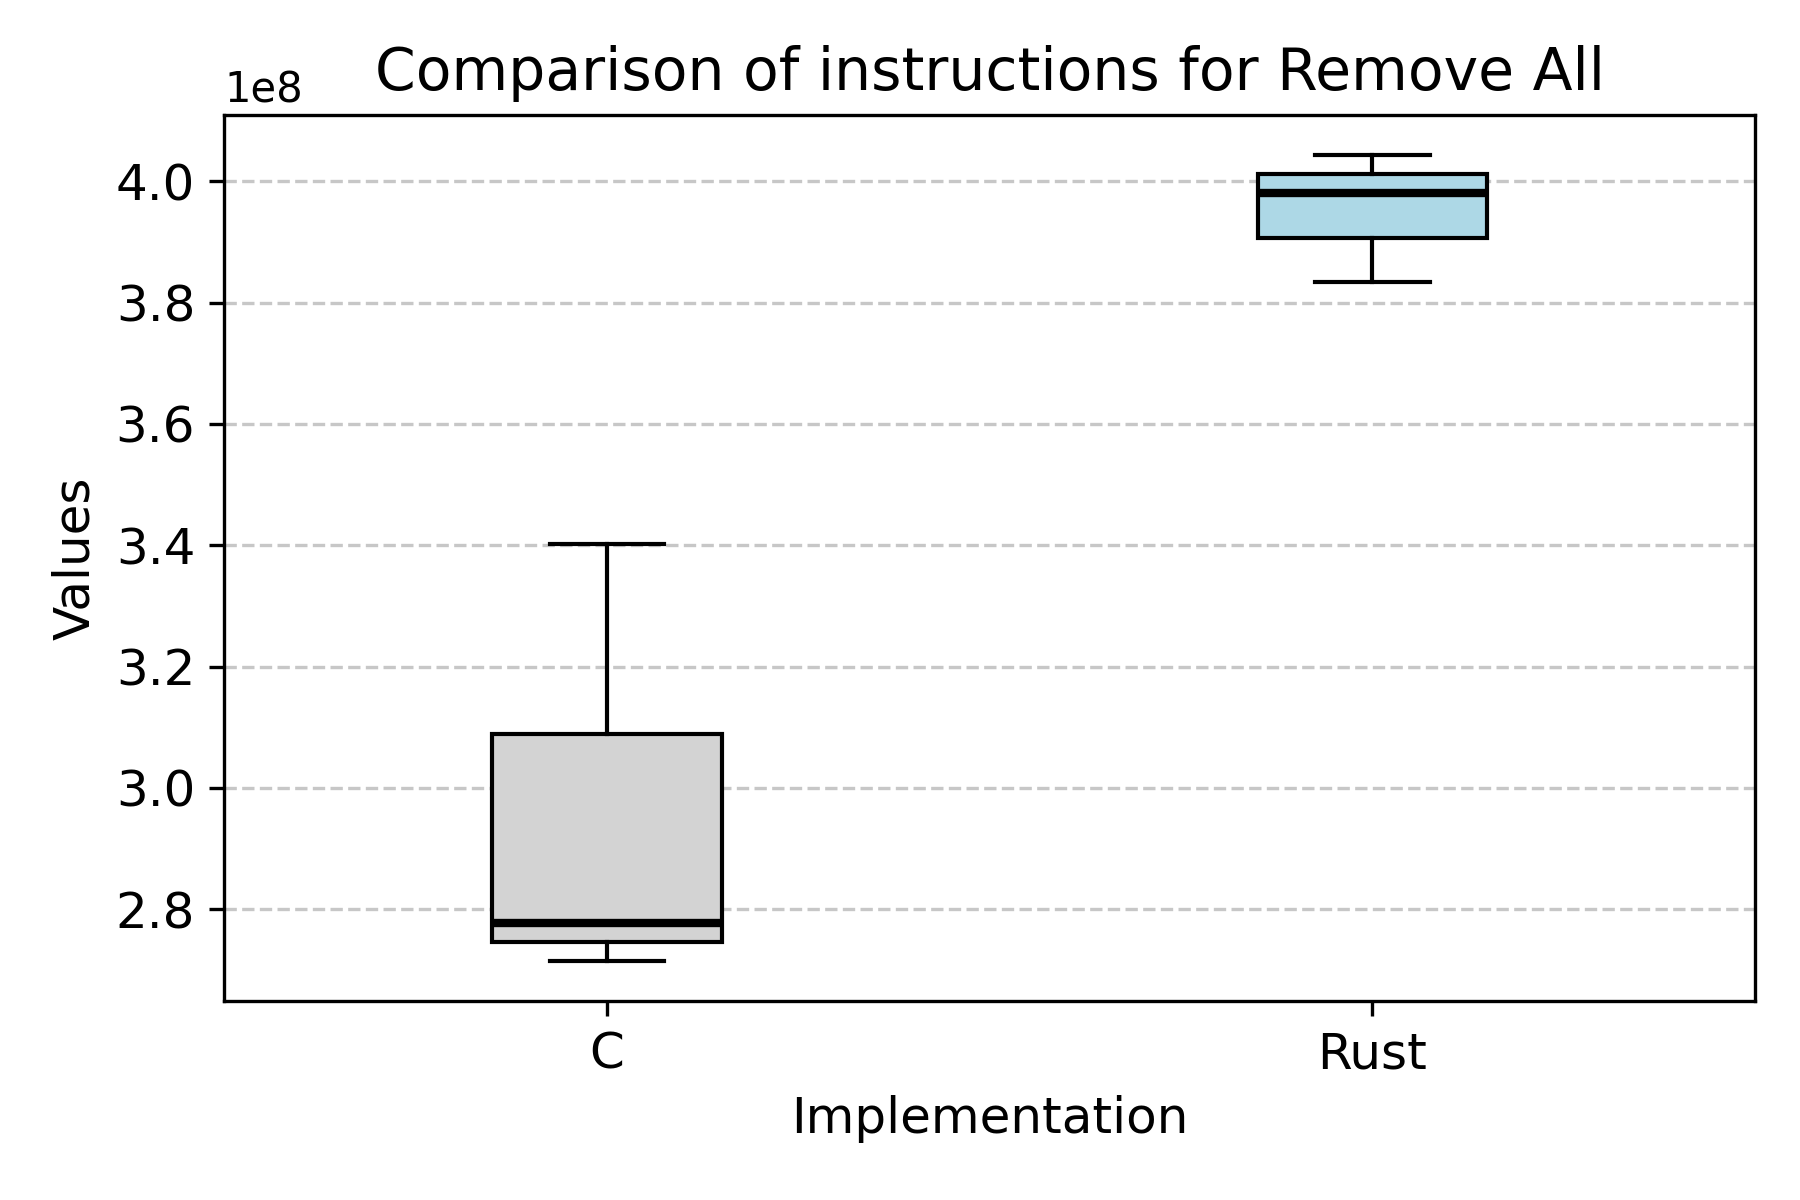 Comparison of instructions for Remove All
1e8
4.0
3.8
3.6
3.4
3.2
3.0
2.8
Values
C
Rust
Implementation